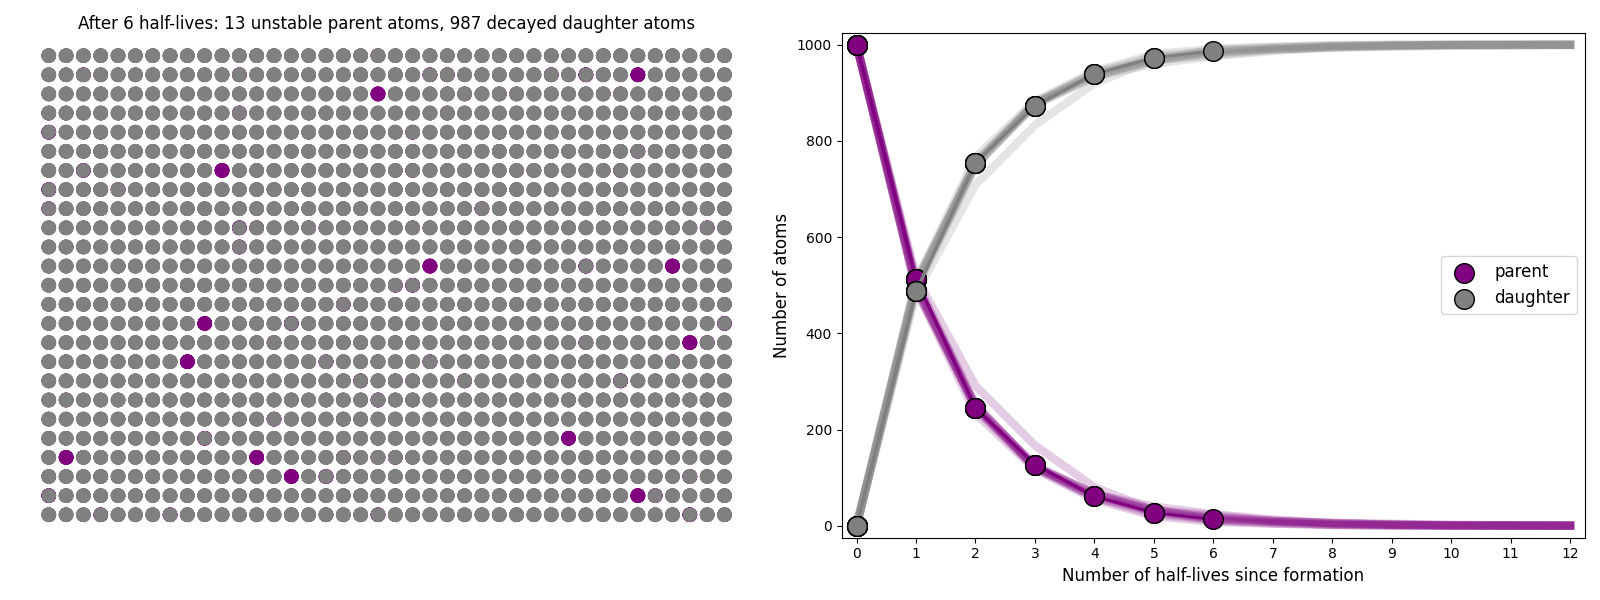 After 6 half-lives: 13 unstable parent atoms, 987 decayed daughter atoms
1000
800
600
400
200
0
Number of atoms
parent
daughter
0 1 2 3 4 5 6 7 8 9 10 11 12
Number of half-lives since formation